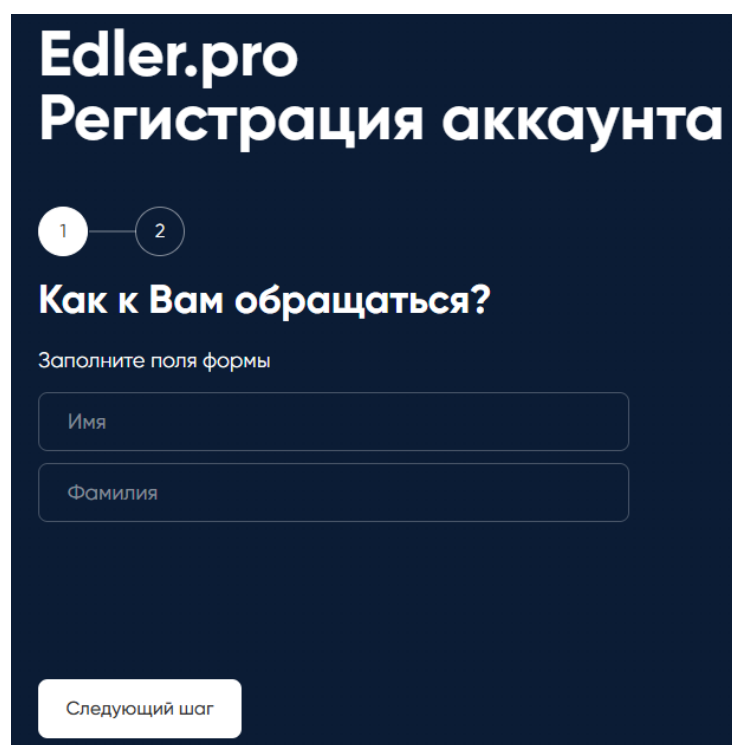 Edler.pro
Регистрация аккаунта
1 2
Как к Вам обращаться?
Заполните поля формы
Имя
Фамилия
Следующий шаг